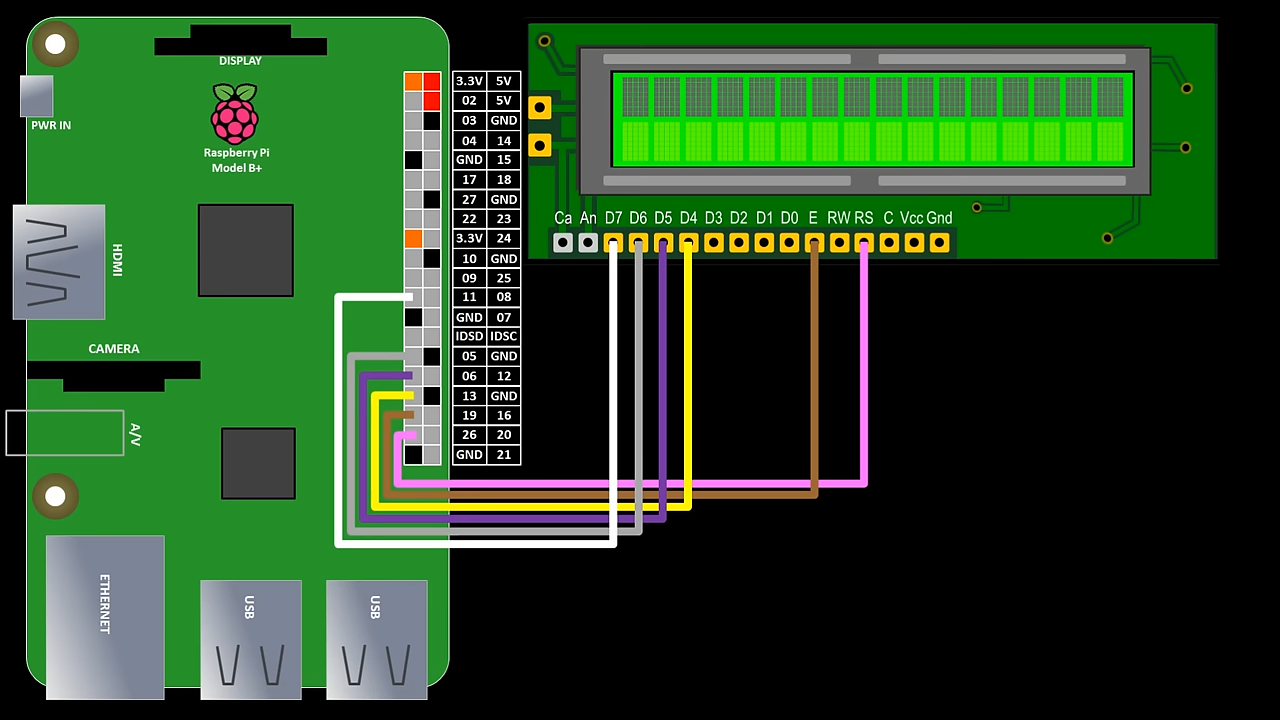 DISPLAY
PWR IN
Raspberry Pi
Model B+
HDMI
CAMERA
A/V
ETHERNET
USB
USB
3.3V 5V
02 5V
03 GND
04 14
GND 15
17 18
27 GND
22 23
3.3V 24
10 GND
09 25
11 08
GND 07
IDSD IDSC
05 GND
06 12
13 GND
19 16
26 20
GND 21
Ca An D7 D6 D5 D4 D3 D2 D1 D0 E RW RS C Vcc Gnd